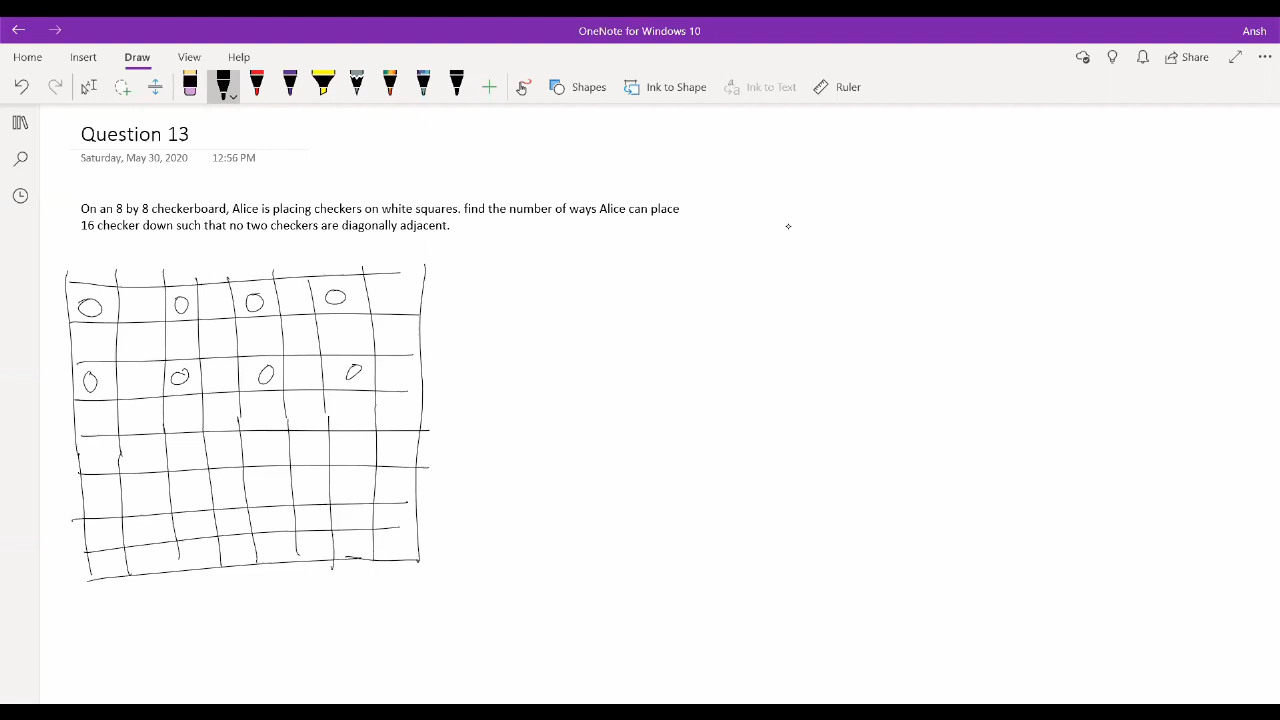 OneNote for Windows 10
Ansh
Home Insert Draw View Help
Share
Shapes Ink to Shape Ink to Text Ruler
Question 13
Saturday, May 30, 2020 12:56 PM
On an 8 by 8 checkerboard, Alice is placing checkers on white squares. find the number of ways Alice can place
16 checker down such that no two checkers are diagonally adjacent.